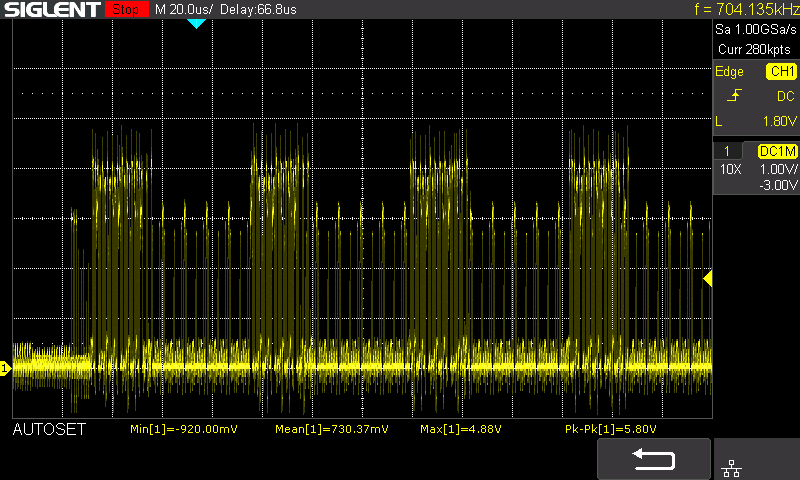 SIGLENT Stop M 20.0us/ Delay:66.8us f = 704.135kHz
Sa 1.00GSa/s
Curr 280kpts
Edge CH1
DC
L 1.80V
1 DC1M
10X 1.00V/
-3.00V
1
AUTOSET Min[1]=-920.00mV Mean[1]=730.37mV Max[1]=4.88V Pk-Pk[1]=5.80V